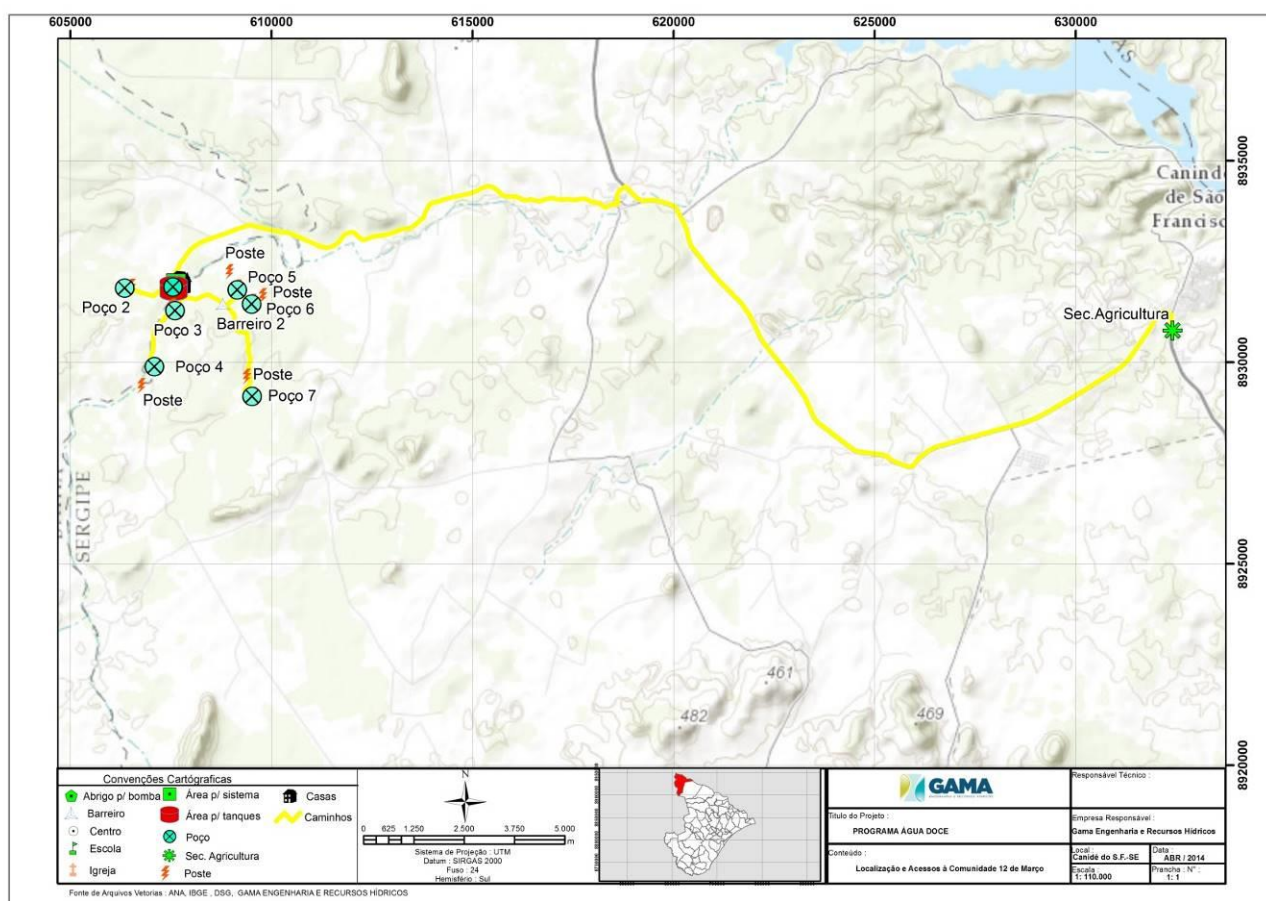 605000 610000 615000 620000 625000 630000
8935000
Canind
de São
Francisc
Poste
Poço 5
Poste
Poço 2
Poço 6
Poço 3
Barreiro 2
Sec.Agricultura
8930000
Poço 4
Poste
Poste
Poço 7
SERGIPE
8925000
461
482
469
8920000
Convenções Cartógraficas
Abrigo p/ bomba
Área p/ sistema
Casas
Barreiro
Área p/ tanques
Caminhos
Centro
Poço
Escola
Sec. Agricultura
Igreja
Poste
N
0 625 1.250 2.500 3.750 5.000
m
Sistema de Projeção : UTM
Datum : SIRGAS 2000
Fuso : 24
Hemisfério : Sul
GAMA
Titulo do Projeto :
PROGRAMA ÁGUA DOCE
Conteúdo :
Localização e Acessos à Comunidade 12 de Março
Responsável Técnico :
Empresa Responsável :
Gama Engenharia e Recursos Hídricos
Local :
Canidé do S.F.-SE
Data :
ABR / 2014
Escala :
1: 110.000
Prancha : N° :
1: 1
Fonte de Arquivos Vetorias : ANA, IBGE , DSG, GAMA ENGENHARIA E RECURSOS HÍDRICOS